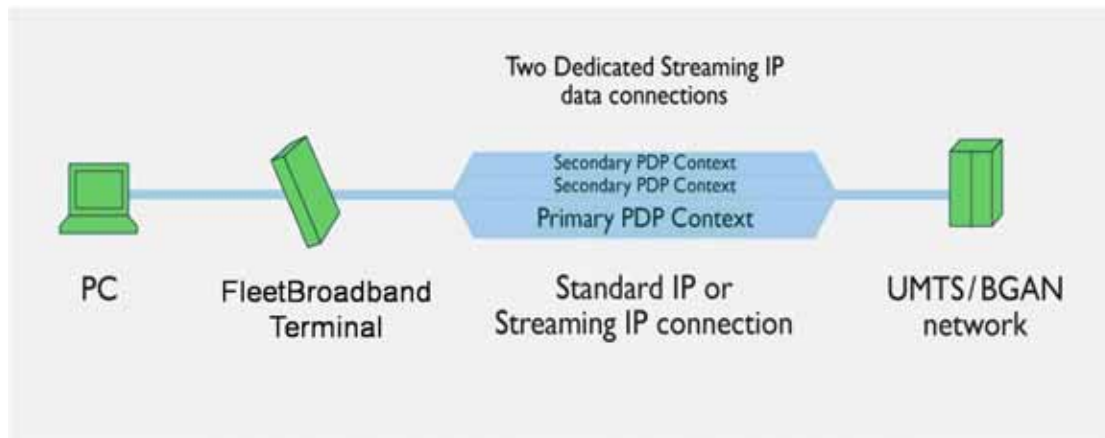 Two Dedicated Streaming IP
data connections
Secondary PDP Context
Secondary PDP Context
Primary PDP Context
PC
FleetBroadband
Terminal
Standard IP or
Streaming IP connection
UMTS/BGAN
network